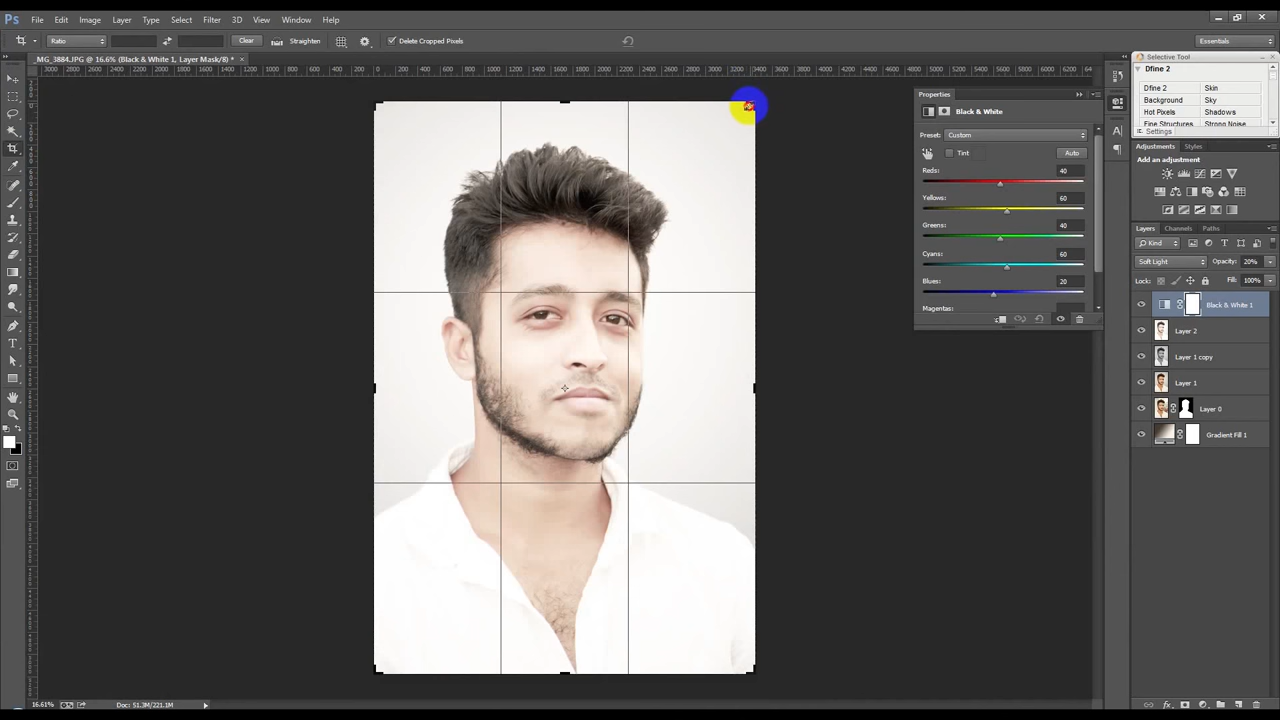 Ps File Edit Image Layer Type Select Filter 3D View Window Help
Ratio Clear Straighten Delete Cropped Pixels Essentials
_MG_3884.JPG @ 16.6% (Black & White 1, Layer Mask/8) * ×
Selective Tool
Dfine 2
Dfine 2 Skin
Background Sky
Hot Pixels Shadows
Fine Structures Strong Noise
Settings
Properties
Black & White
Preset: Custom
Tint Auto
Reds: 40
Yellows: 60
Greens: 40
Cyans: 60
Blues: 20
Magentas:
Adjustments Styles
Add an adjustment
Layers Channels Paths
Kind
Soft Light Opacity: 20%
Lock: Fill: 100%
Black & White 1
Layer 2
Layer 1 copy
Layer 1
Layer 0
Gradient Fill 1
16.61% Doc: 51.3M/221.1M